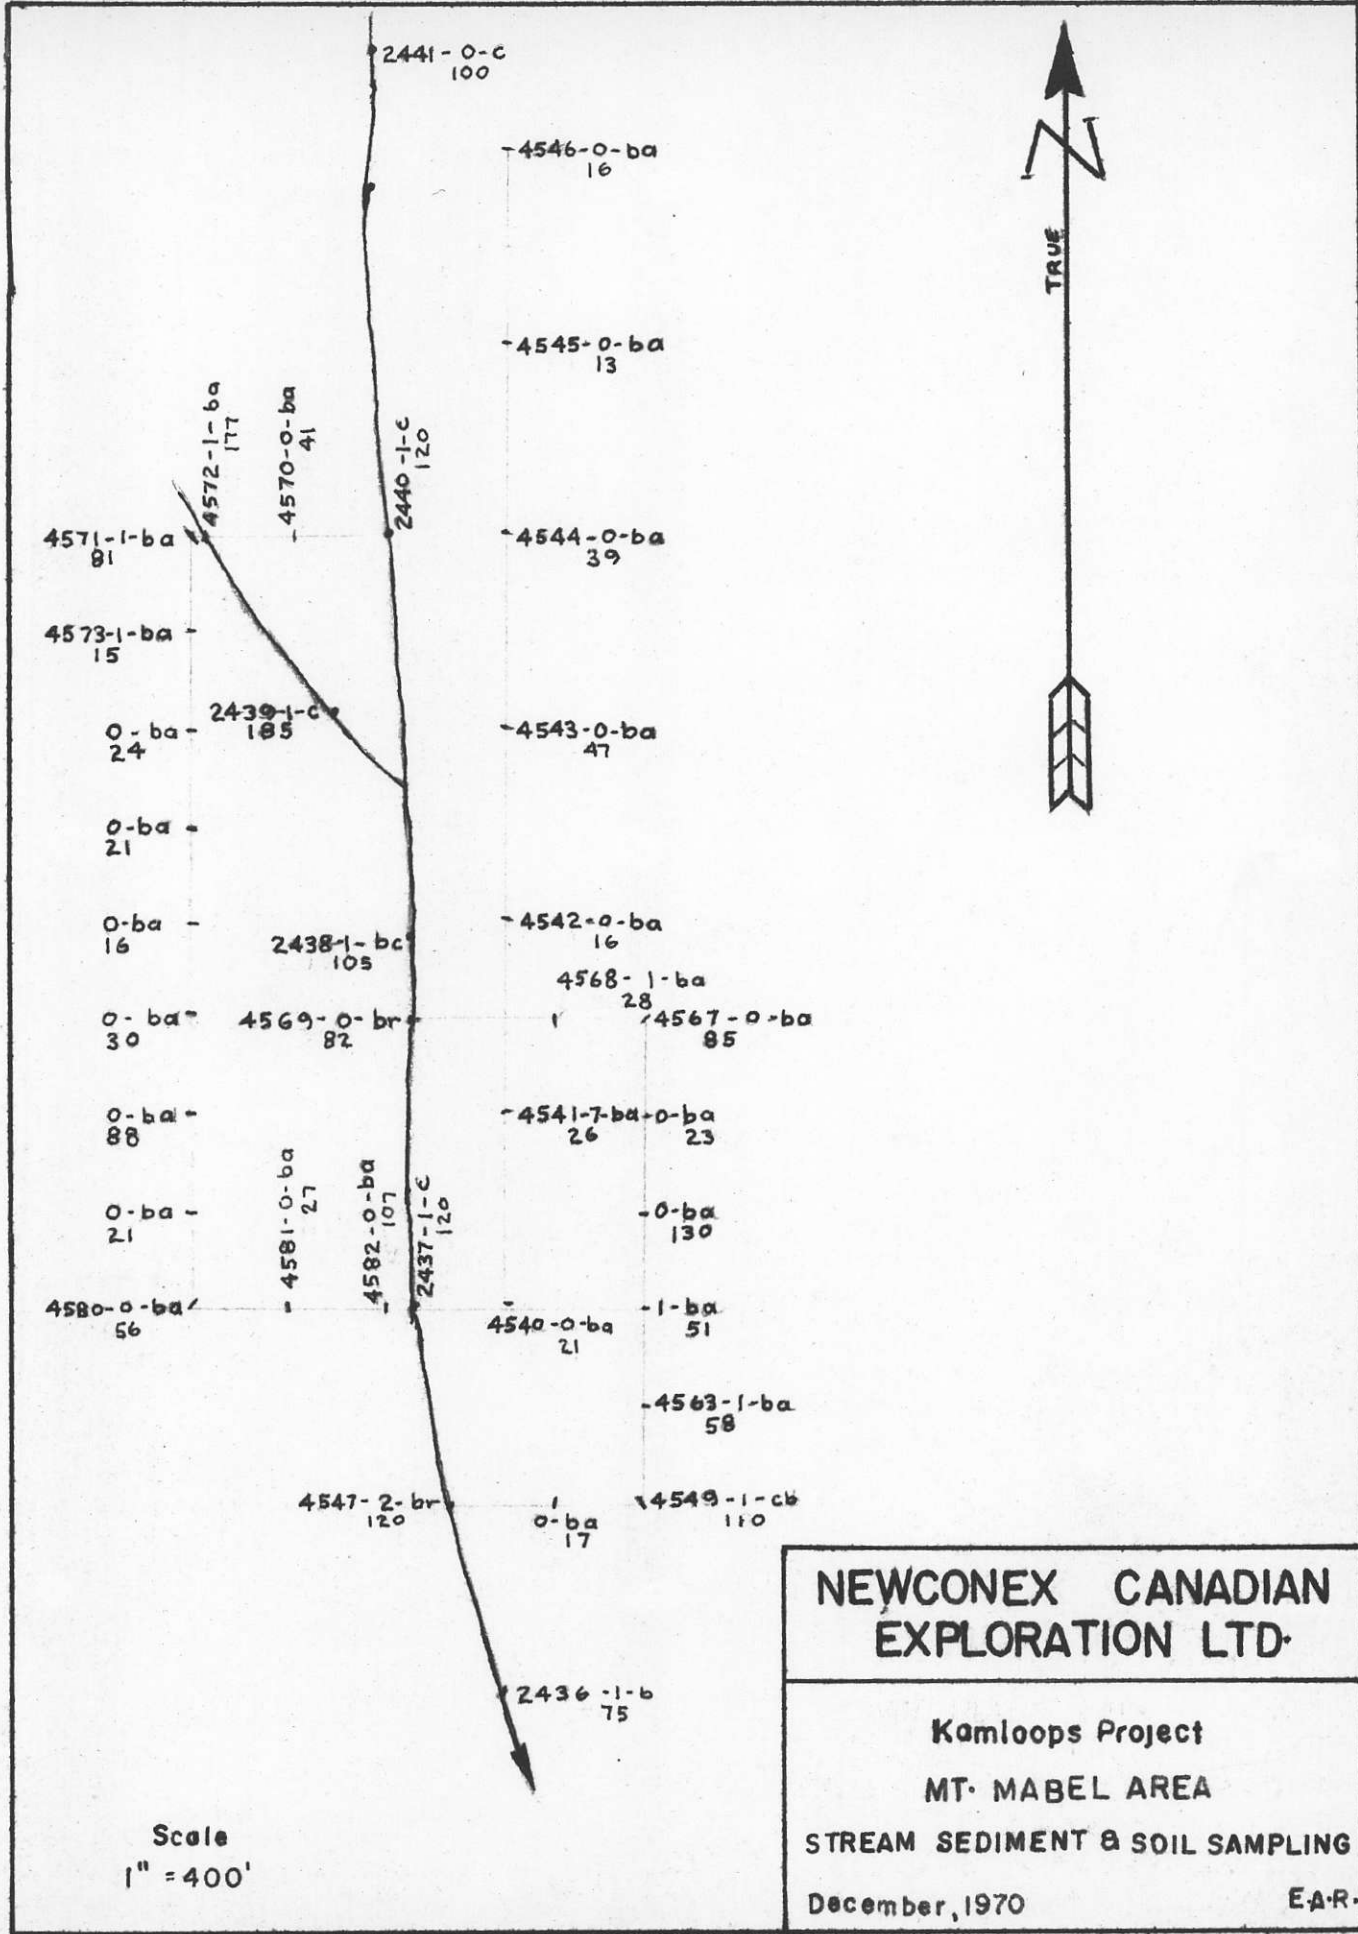 2441-0-c
100
4546-0-ba
16
TRUE
N
4545-0-ba
13
4572-1-ba
177
4570-0-ba
41
2440-1-c
120
4571-1-ba
81
4544-0-ba
39
4573-1-ba
15
2439-1-c
185
0-ba
24
4543-0-ba
47
0-ba
21
0-ba
16
2438-1-bc
105
4542-0-ba
16
4568-1-ba
28
0-ba
30
4569-0-br
82
4567-0-ba
85
0-ba
88
4541-7-ba
26
0-ba
23
4581-0-ba
27
4582-0-ba
107
2437-1-c
120
0-ba
21
0-ba
130
4580-0-ba
56
4540-0-ba
21
1-ba
51
4563-1-ba
58
4547-2-br
120
0-ba
17
4549-1-cb
110
2436-1-b
75
Scale
1" = 400'
NEWCONEX CANADIAN
EXPLORATION LTD.
Kamloops Project
MT. MABEL AREA
STREAM SEDIMENT & SOIL SAMPLING
December, 1970
E.A.R.